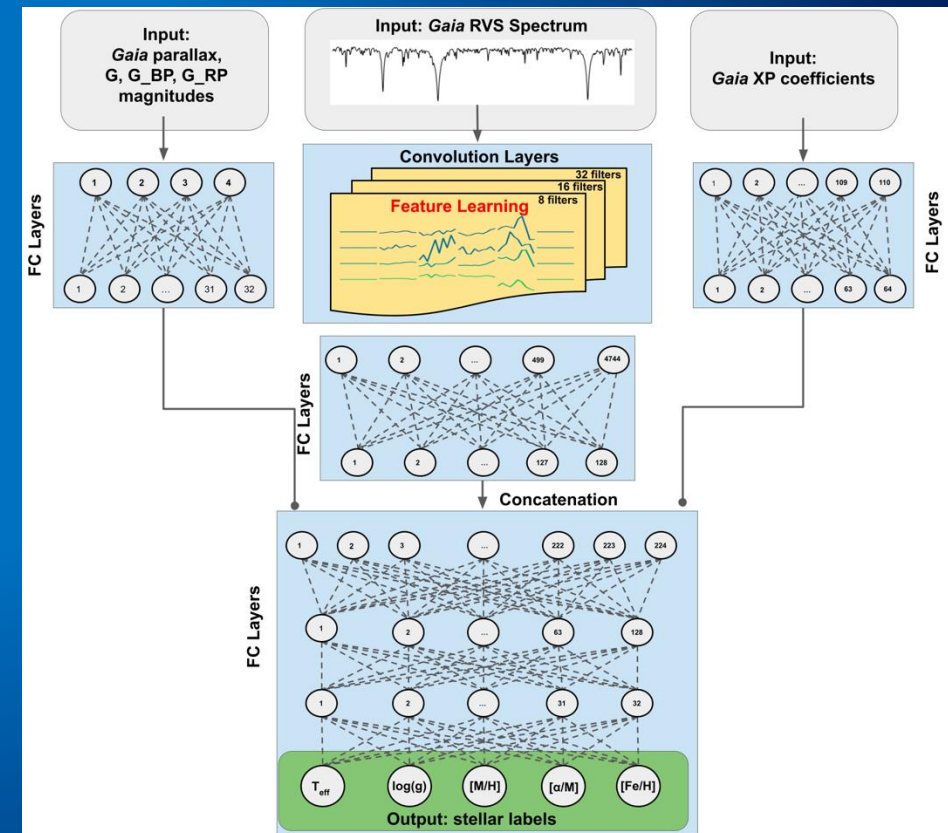 Input:
Gaia parallax,
G, G_BP, G_RP
magnitudes
Input: Gaia RVS Spectrum
Input:
Gaia XP coefficients
FC Layers
1 2 3 4
1 2 ... 31 32
Convolution Layers
32 filters
16 filters
8 filters
Feature Learning
FC Layers
1 2 ... 109 110
1 2 ... 63 64
FC Layers
1 2 ... 499 4744
1 2 ... 127 128
Concatenation
FC Layers
1 2 3 ... 222 223 224
1 2 ... 63 128
1 2 ... 31 32
Teff log(g) [M/H] [α/M] [Fe/H]
Output: stellar labels